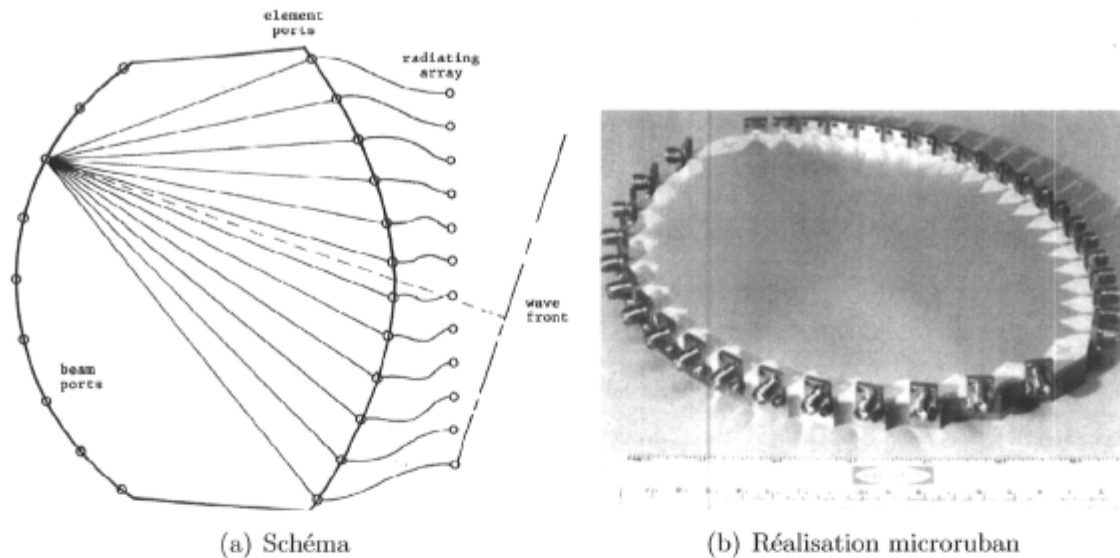 element
ports
radiating
array
wave
front
beam
ports
(a) Schéma
(b) Réalisation microruban